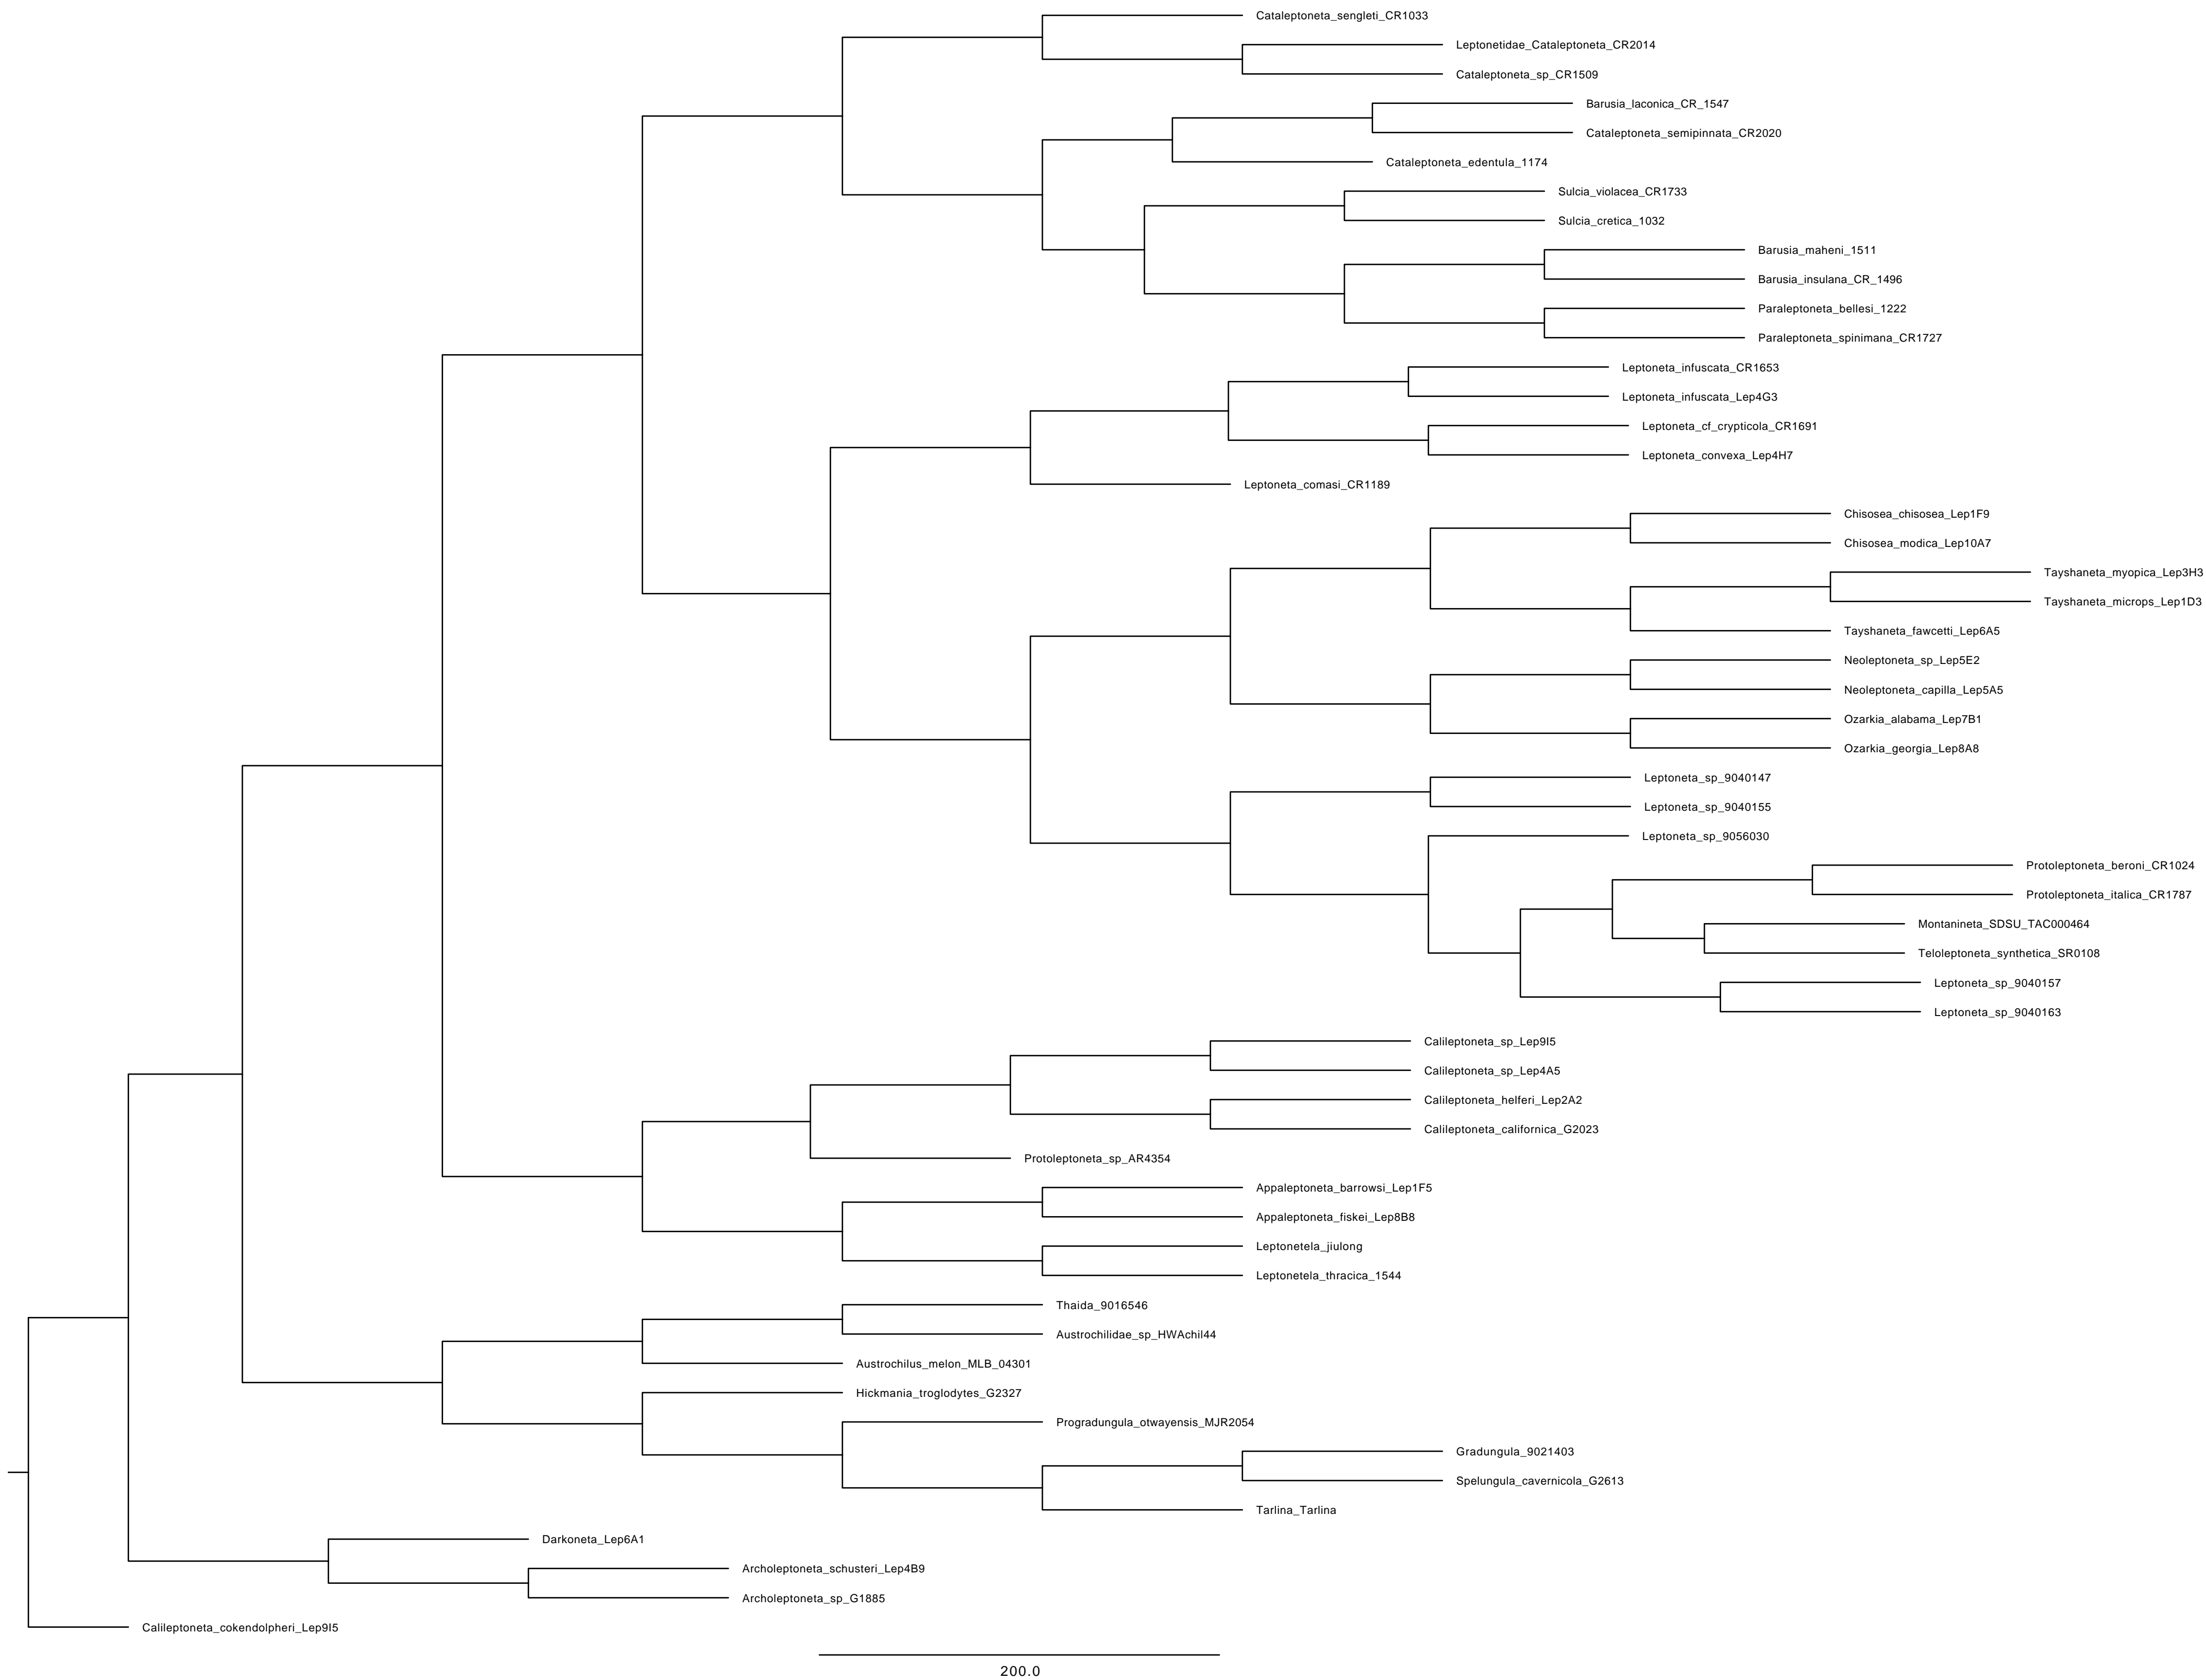 Cataleptoneta_sengleti_CR1033
Leptonetidae_Cataleptoneta_CR2014
Cataleptoneta_sp_CR1509
Barusia_laconica_CR_1547
Cataleptoneta_semipinnata_CR2020
Cataleptoneta_edentula_1174
Sulcia_violacea_CR1733
Sulcia_cretica_1032
Barusia_maheni_1511
Barusia_insulana_CR_1496
Paraleptoneta_bellesi_1222
Paraleptoneta_spinimana_CR1727
Leptoneta_infuscata_CR1653
Leptoneta_infuscata_Lep4G3
Leptoneta_cf_crypticola_CR1691
Leptoneta_convexa_Lep4H7
Leptoneta_comasi_CR1189
Chisosea_chisosea_Lep1F9
Chisosea_modica_Lep10A7
Tayshaneta_myopica_Lep3H3
Tayshaneta_microps_Lep1D3
Tayshaneta_fawcetti_Lep6A5
Neoleptoneta_sp_Lep5E2
Neoleptoneta_capilla_Lep5A5
Ozarkia_alabama_Lep7B1
Ozarkia_georgia_Lep8A8
Leptoneta_sp_9040147
Leptoneta_sp_9040155
Leptoneta_sp_9056030
Protoleptoneta_beroni_CR1024
Protoleptoneta_italica_CR1787
Montanineta_SDSU_TAC000464
Teloleptoneta_synthetica_SR0108
Leptoneta_sp_9040157
Leptoneta_sp_9040163
Calileptoneta_sp_Lep9I5
Calileptoneta_sp_Lep4A5
Calileptoneta_helferi_Lep2A2
Calileptoneta_californica_G2023
Protoleptoneta_sp_AR4354
Appaleptoneta_barrowsi_Lep1F5
Appaleptoneta_fiskei_Lep8B8
Leptonetela_jiulong
Leptonetela_thracica_1544
Thaida_9016546
Austrochilidae_sp_HWAchil44
Austrochilus_melon_MLB_04301
Hickmania_troglodytes_G2327
Progradungula_otwayensis_MJR2054
Gradungula_9021403
Spelungula_cavernicola_G2613
Tarlina_Tarlina
Darkoneta_Lep6A1
Archoleptoneta_schusteri_Lep4B9
Archoleptoneta_sp_G1885
Calileptoneta_cokendolpheri_Lep9I5
200.0